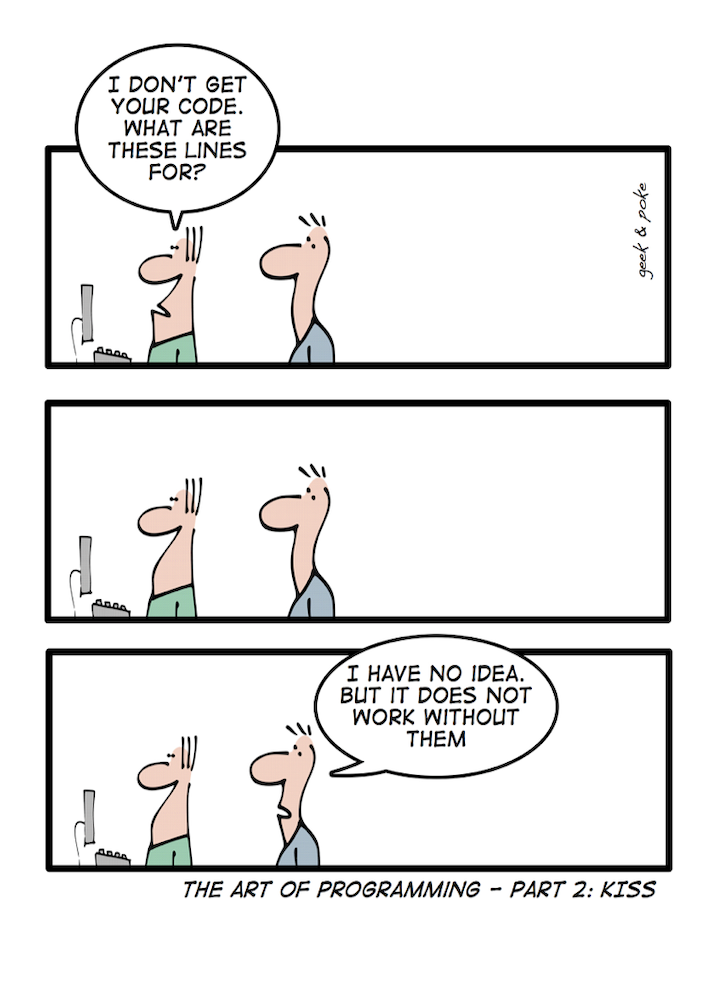 I DON'T GET
YOUR CODE.
WHAT ARE
THESE LINES
FOR?
geek & poke
I HAVE NO IDEA.
BUT IT DOES NOT
WORK WITHOUT
THEM
THE ART OF PROGRAMMING - PART 2: KISS